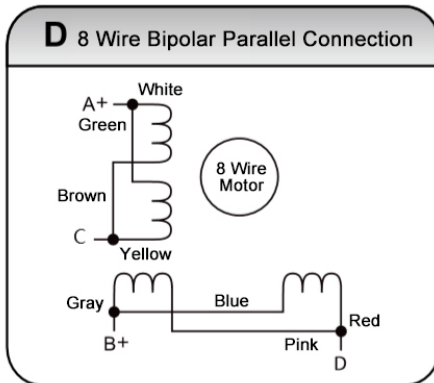 D 8 Wire Bipolar Parallel Connection
White
A+
Green
8 Wire
Motor
Brown
C
Yellow
Gray
Blue
Red
B+
Pink
D